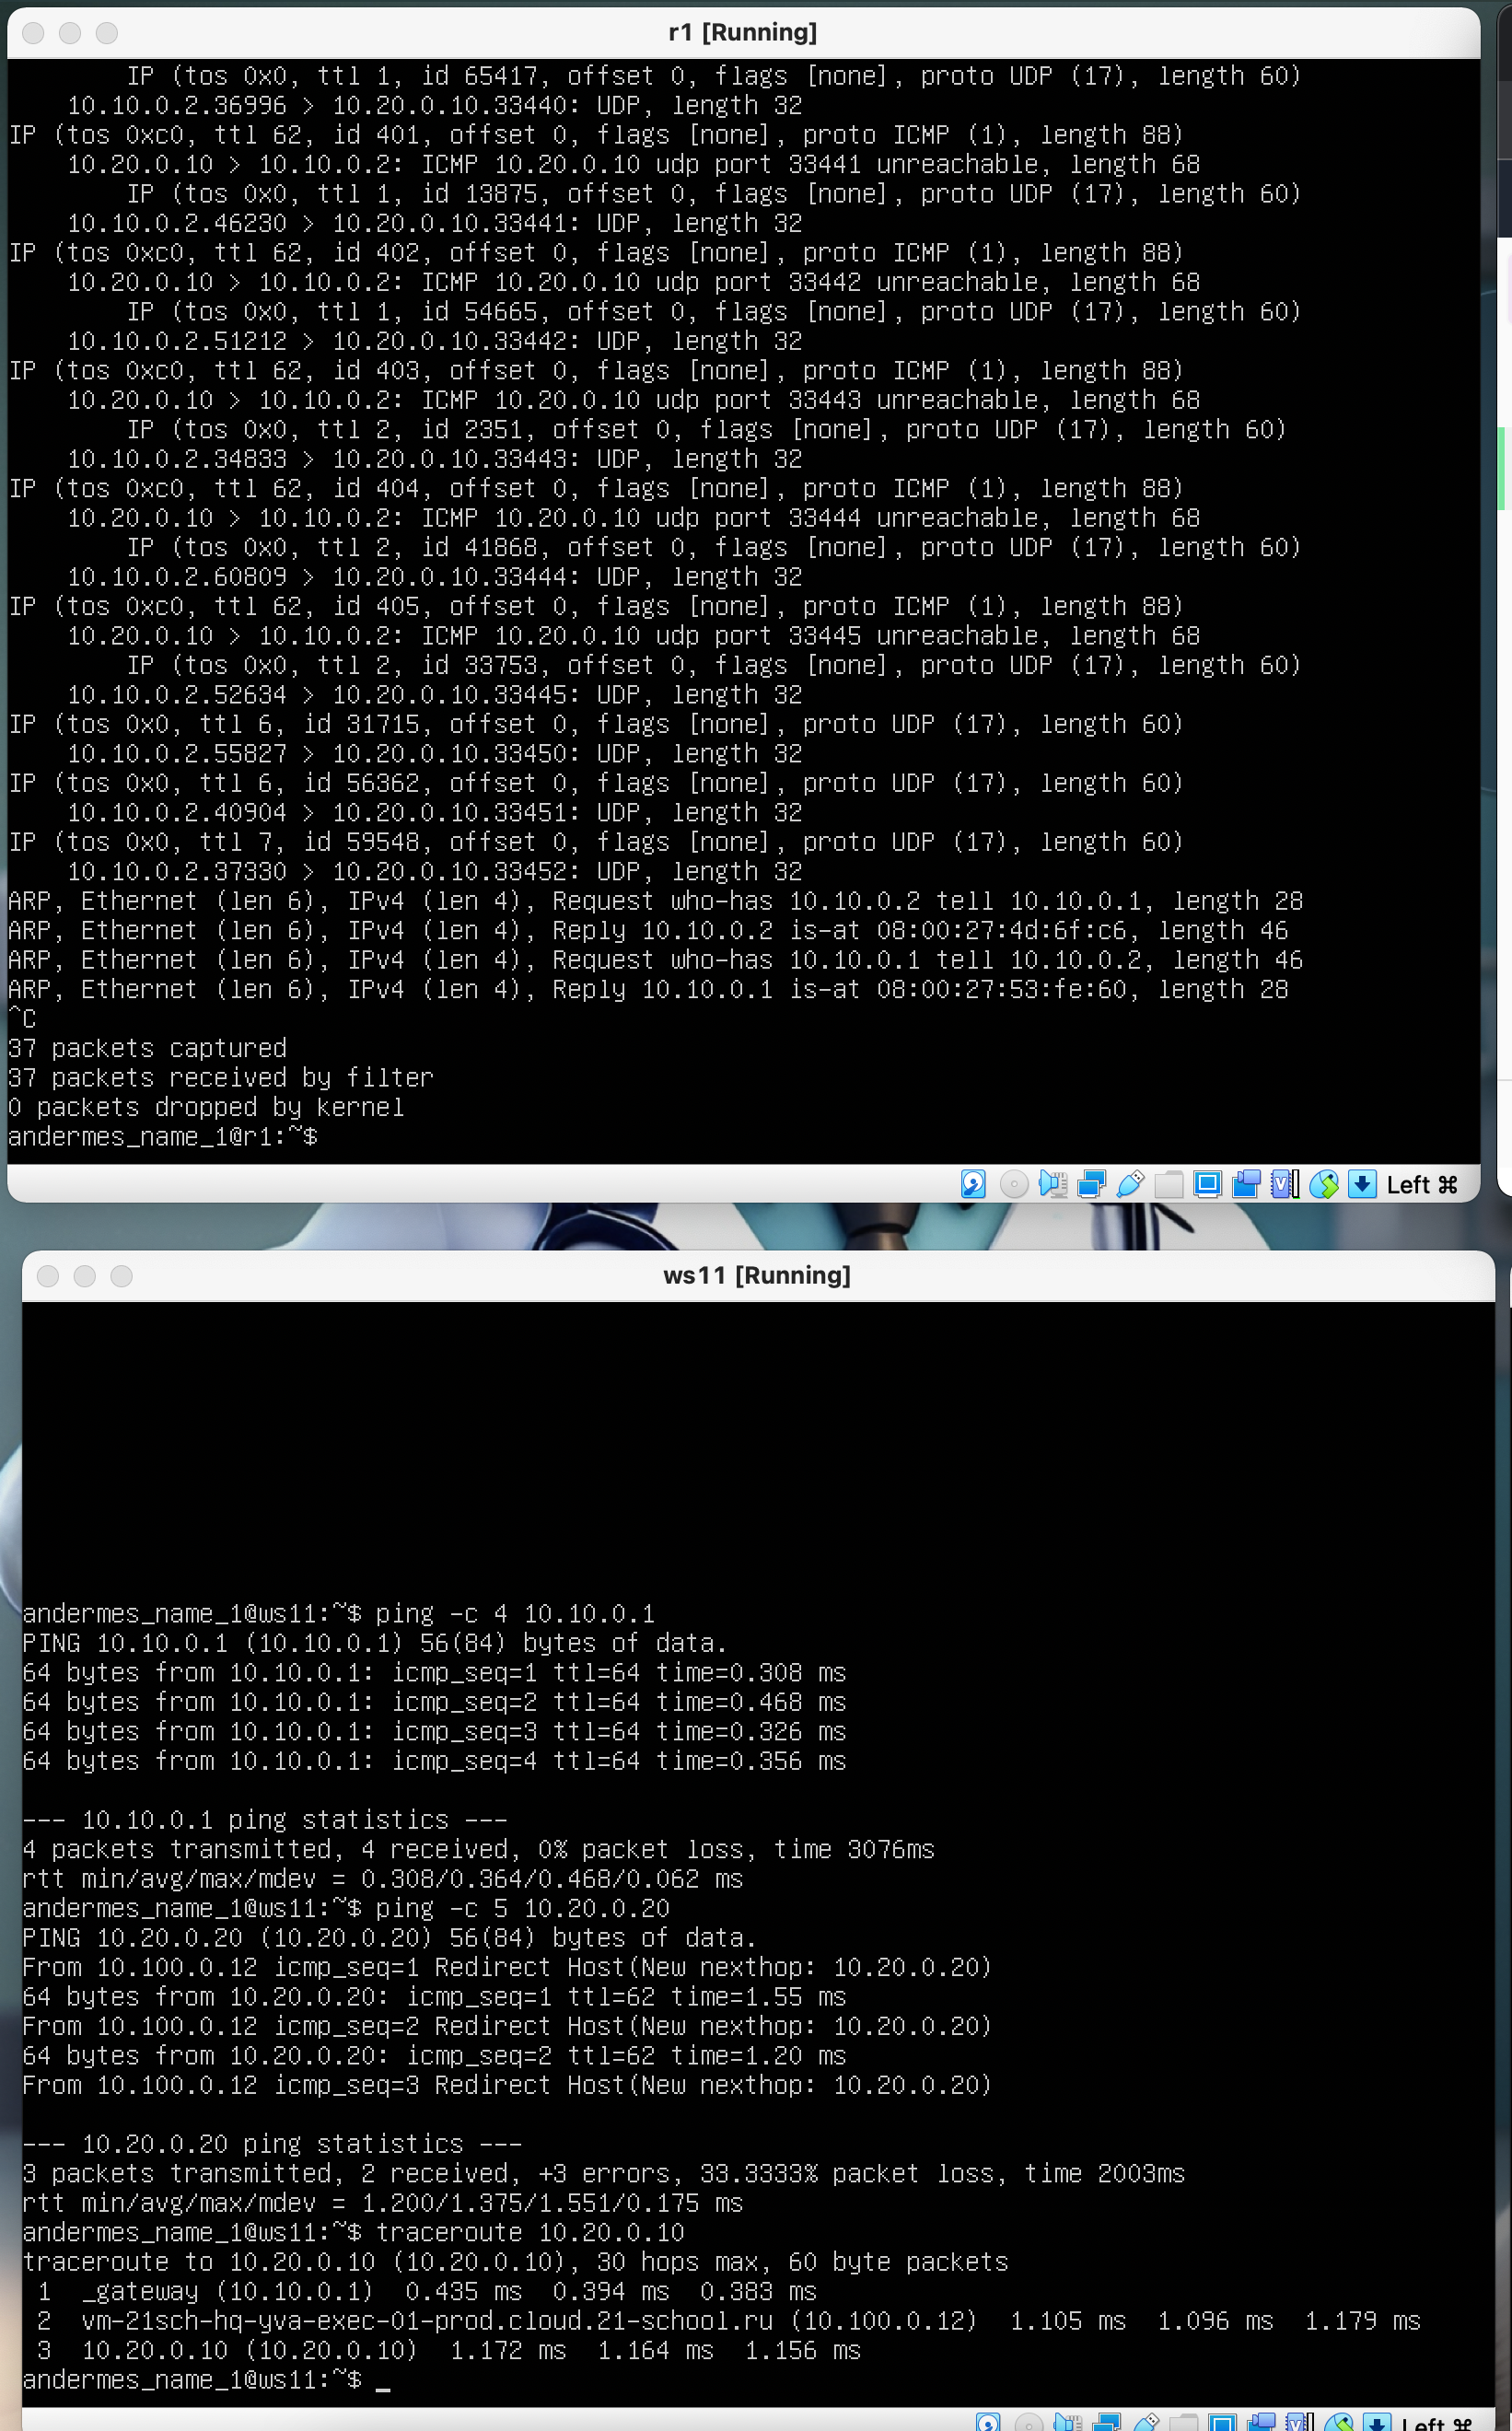 r1 [Running]
        IP (tos 0x0, ttl 1, id 65417, offset 0, flags [none], proto UDP (17), length 60)
    10.10.0.2.36996 > 10.20.0.10.33440: UDP, length 32
IP (tos 0xc0, ttl 62, id 401, offset 0, flags [none], proto ICMP (1), length 88)
    10.20.0.10 > 10.10.0.2: ICMP 10.20.0.10 udp port 33441 unreachable, length 68
        IP (tos 0x0, ttl 1, id 13875, offset 0, flags [none], proto UDP (17), length 60)
    10.10.0.2.46230 > 10.20.0.10.33441: UDP, length 32
IP (tos 0xc0, ttl 62, id 402, offset 0, flags [none], proto ICMP (1), length 88)
    10.20.0.10 > 10.10.0.2: ICMP 10.20.0.10 udp port 33442 unreachable, length 68
        IP (tos 0x0, ttl 1, id 54665, offset 0, flags [none], proto UDP (17), length 60)
    10.10.0.2.51212 > 10.20.0.10.33442: UDP, length 32
IP (tos 0xc0, ttl 62, id 403, offset 0, flags [none], proto ICMP (1), length 88)
    10.20.0.10 > 10.10.0.2: ICMP 10.20.0.10 udp port 33443 unreachable, length 68
        IP (tos 0x0, ttl 2, id 2351, offset 0, flags [none], proto UDP (17), length 60)
    10.10.0.2.34833 > 10.20.0.10.33443: UDP, length 32
IP (tos 0xc0, ttl 62, id 404, offset 0, flags [none], proto ICMP (1), length 88)
    10.20.0.10 > 10.10.0.2: ICMP 10.20.0.10 udp port 33444 unreachable, length 68
        IP (tos 0x0, ttl 2, id 41868, offset 0, flags [none], proto UDP (17), length 60)
    10.10.0.2.60809 > 10.20.0.10.33444: UDP, length 32
IP (tos 0xc0, ttl 62, id 405, offset 0, flags [none], proto ICMP (1), length 88)
    10.20.0.10 > 10.10.0.2: ICMP 10.20.0.10 udp port 33445 unreachable, length 68
        IP (tos 0x0, ttl 2, id 33753, offset 0, flags [none], proto UDP (17), length 60)
    10.10.0.2.52634 > 10.20.0.10.33445: UDP, length 32
IP (tos 0x0, ttl 6, id 31715, offset 0, flags [none], proto UDP (17), length 60)
    10.10.0.2.55827 > 10.20.0.10.33450: UDP, length 32
IP (tos 0x0, ttl 6, id 56362, offset 0, flags [none], proto UDP (17), length 60)
    10.10.0.2.40904 > 10.20.0.10.33451: UDP, length 32
IP (tos 0x0, ttl 7, id 59548, offset 0, flags [none], proto UDP (17), length 60)
    10.10.0.2.37330 > 10.20.0.10.33452: UDP, length 32
ARP, Ethernet (len 6), IPv4 (len 4), Request who-has 10.10.0.2 tell 10.10.0.1, length 28
ARP, Ethernet (len 6), IPv4 (len 4), Reply 10.10.0.2 is-at 08:00:27:4d:6f:c6, length 46
ARP, Ethernet (len 6), IPv4 (len 4), Request who-has 10.10.0.1 tell 10.10.0.2, length 46
ARP, Ethernet (len 6), IPv4 (len 4), Reply 10.10.0.1 is-at 08:00:27:53:fe:60, length 28
^C
37 packets captured
37 packets received by filter
0 packets dropped by kernel
andermes_name_1@r1:~$
Left ⌘
ws11 [Running]
andermes_name_1@ws11:~$ ping -c 4 10.10.0.1
PING 10.10.0.1 (10.10.0.1) 56(84) bytes of data.
64 bytes from 10.10.0.1: icmp_seq=1 ttl=64 time=0.308 ms
64 bytes from 10.10.0.1: icmp_seq=2 ttl=64 time=0.468 ms
64 bytes from 10.10.0.1: icmp_seq=3 ttl=64 time=0.326 ms
64 bytes from 10.10.0.1: icmp_seq=4 ttl=64 time=0.356 ms
--- 10.10.0.1 ping statistics ---
4 packets transmitted, 4 received, 0% packet loss, time 3076ms
rtt min/avg/max/mdev = 0.308/0.364/0.468/0.062 ms
andermes_name_1@ws11:~$ ping -c 5 10.20.0.20
PING 10.20.0.20 (10.20.0.20) 56(84) bytes of data.
From 10.100.0.12 icmp_seq=1 Redirect Host(New nexthop: 10.20.0.20)
64 bytes from 10.20.0.20: icmp_seq=1 ttl=62 time=1.55 ms
From 10.100.0.12 icmp_seq=2 Redirect Host(New nexthop: 10.20.0.20)
64 bytes from 10.20.0.20: icmp_seq=2 ttl=62 time=1.20 ms
From 10.100.0.12 icmp_seq=3 Redirect Host(New nexthop: 10.20.0.20)
--- 10.20.0.20 ping statistics ---
3 packets transmitted, 2 received, +3 errors, 33.3333% packet loss, time 2003ms
rtt min/avg/max/mdev = 1.200/1.375/1.551/0.175 ms
andermes_name_1@ws11:~$ traceroute 10.20.0.10
traceroute to 10.20.0.10 (10.20.0.10), 30 hops max, 60 byte packets
 1  _gateway (10.10.0.1)  0.435 ms  0.394 ms  0.383 ms
 2  vm-21sch-hq-yva-exec-01-prod.cloud.21-school.ru (10.100.0.12)  1.105 ms  1.096 ms  1.179 ms
 3  10.20.0.10 (10.20.0.10)  1.172 ms  1.164 ms  1.156 ms
andermes_name_1@ws11:~$ _
Left ⌘